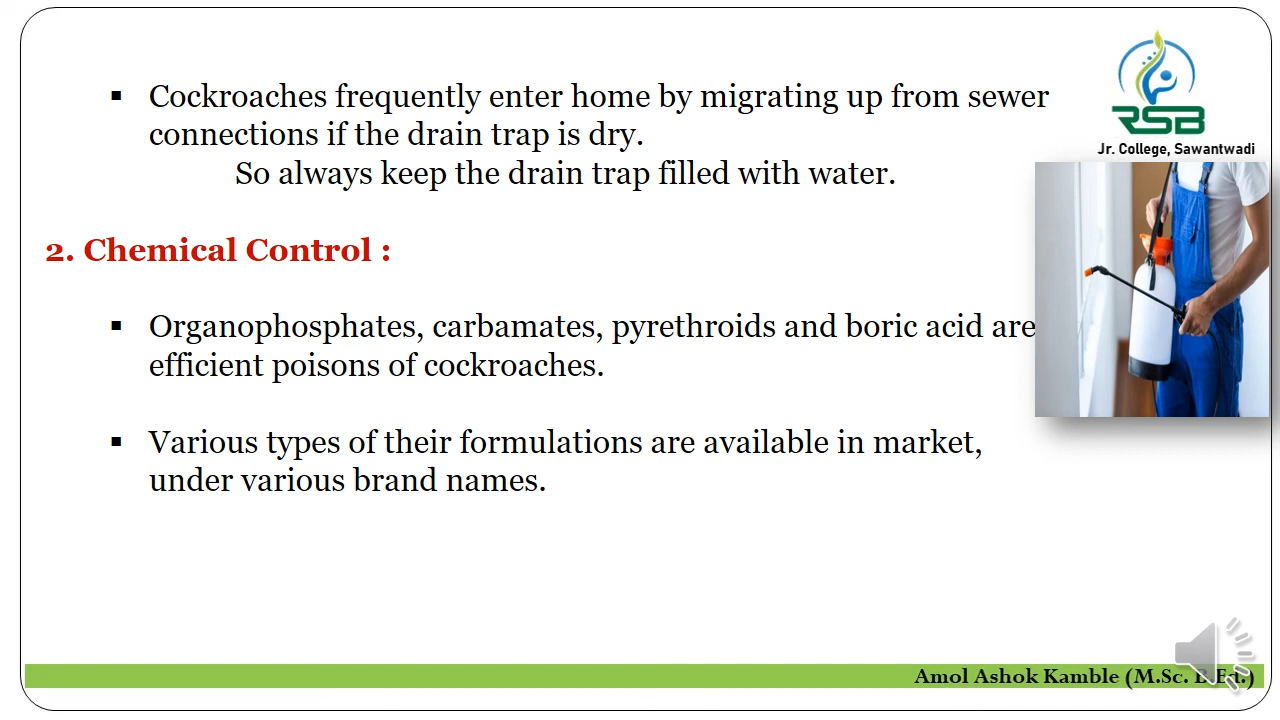 ▪ Cockroaches frequently enter home by migrating up from sewer
connections if the drain trap is dry.
So always keep the drain trap filled with water.
RSB
Jr. College, Sawantwadi
2. Chemical Control :
▪ Organophosphates, carbamates, pyrethroids and boric acid are
efficient poisons of cockroaches.
▪ Various types of their formulations are available in market,
under various brand names.
Amol Ashok Kamble (M.Sc. B.Ed.)